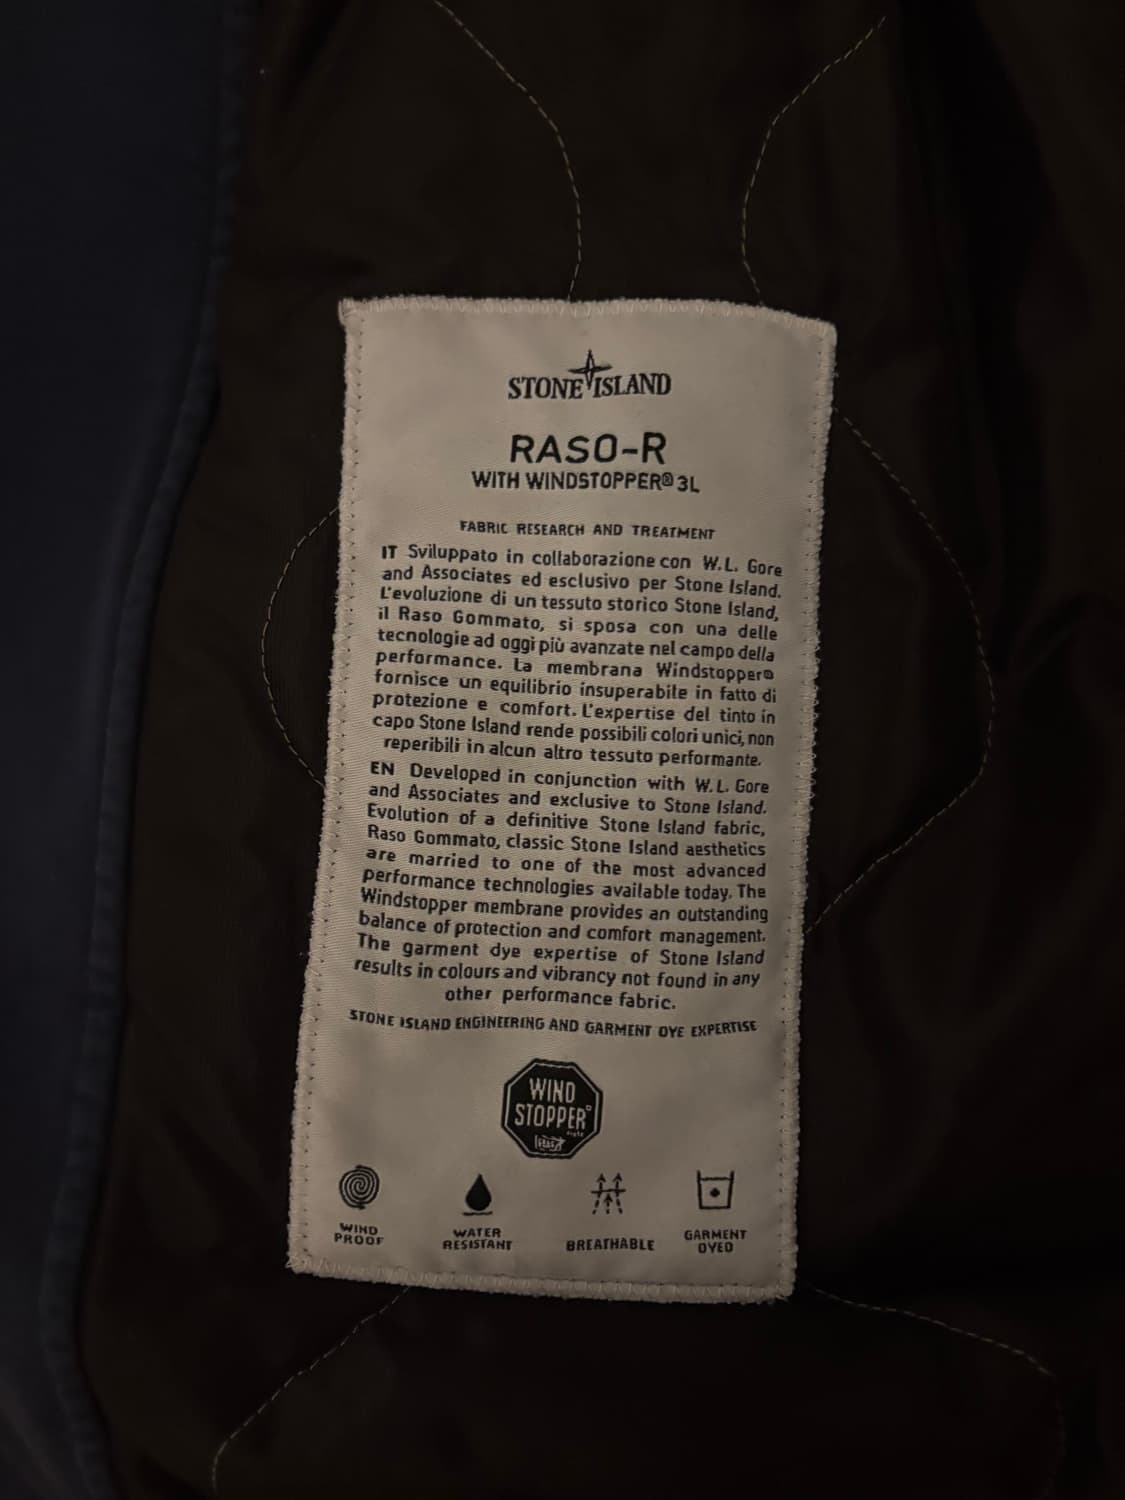 STONE ISLAND
RASO-R
WITH WINDSTOPPER® 3L
FABRIC RESEARCH AND TREATMENT
IT Sviluppato in collaborazione con W.L. Gore
and Associates ed esclusivo per Stone Island.
L'evoluzione di un tessuto storico Stone Island,
il Raso Gommato, si sposa con una delle
tecnologie ad oggi più avanzate nel campo della
performance. La membrana Windstopper®
fornisce un equilibrio insuperabile in fatto di
protezione e comfort. L'expertise del tinto in
capo Stone Island rende possibili colori unici, non
reperibili in alcun altro tessuto performante.
EN Developed in conjunction with W.L. Gore
and Associates and exclusive to Stone Island.
Evolution of a definitive Stone Island fabric,
Raso Gommato, classic Stone Island aesthetics
are married to one of the most advanced
performance technologies available today. The
Windstopper membrane provides an outstanding
balance of protection and comfort management.
The garment dye expertise of Stone Island
results in colours and vibrancy not found in any
other performance fabric.
STONE ISLAND ENGINEERING AND GARMENT DYE EXPERTISE
WIND
STOPPER®
WIND
PROOF
WATER
RESISTANT
BREATHABLE
GARMENT
DYED